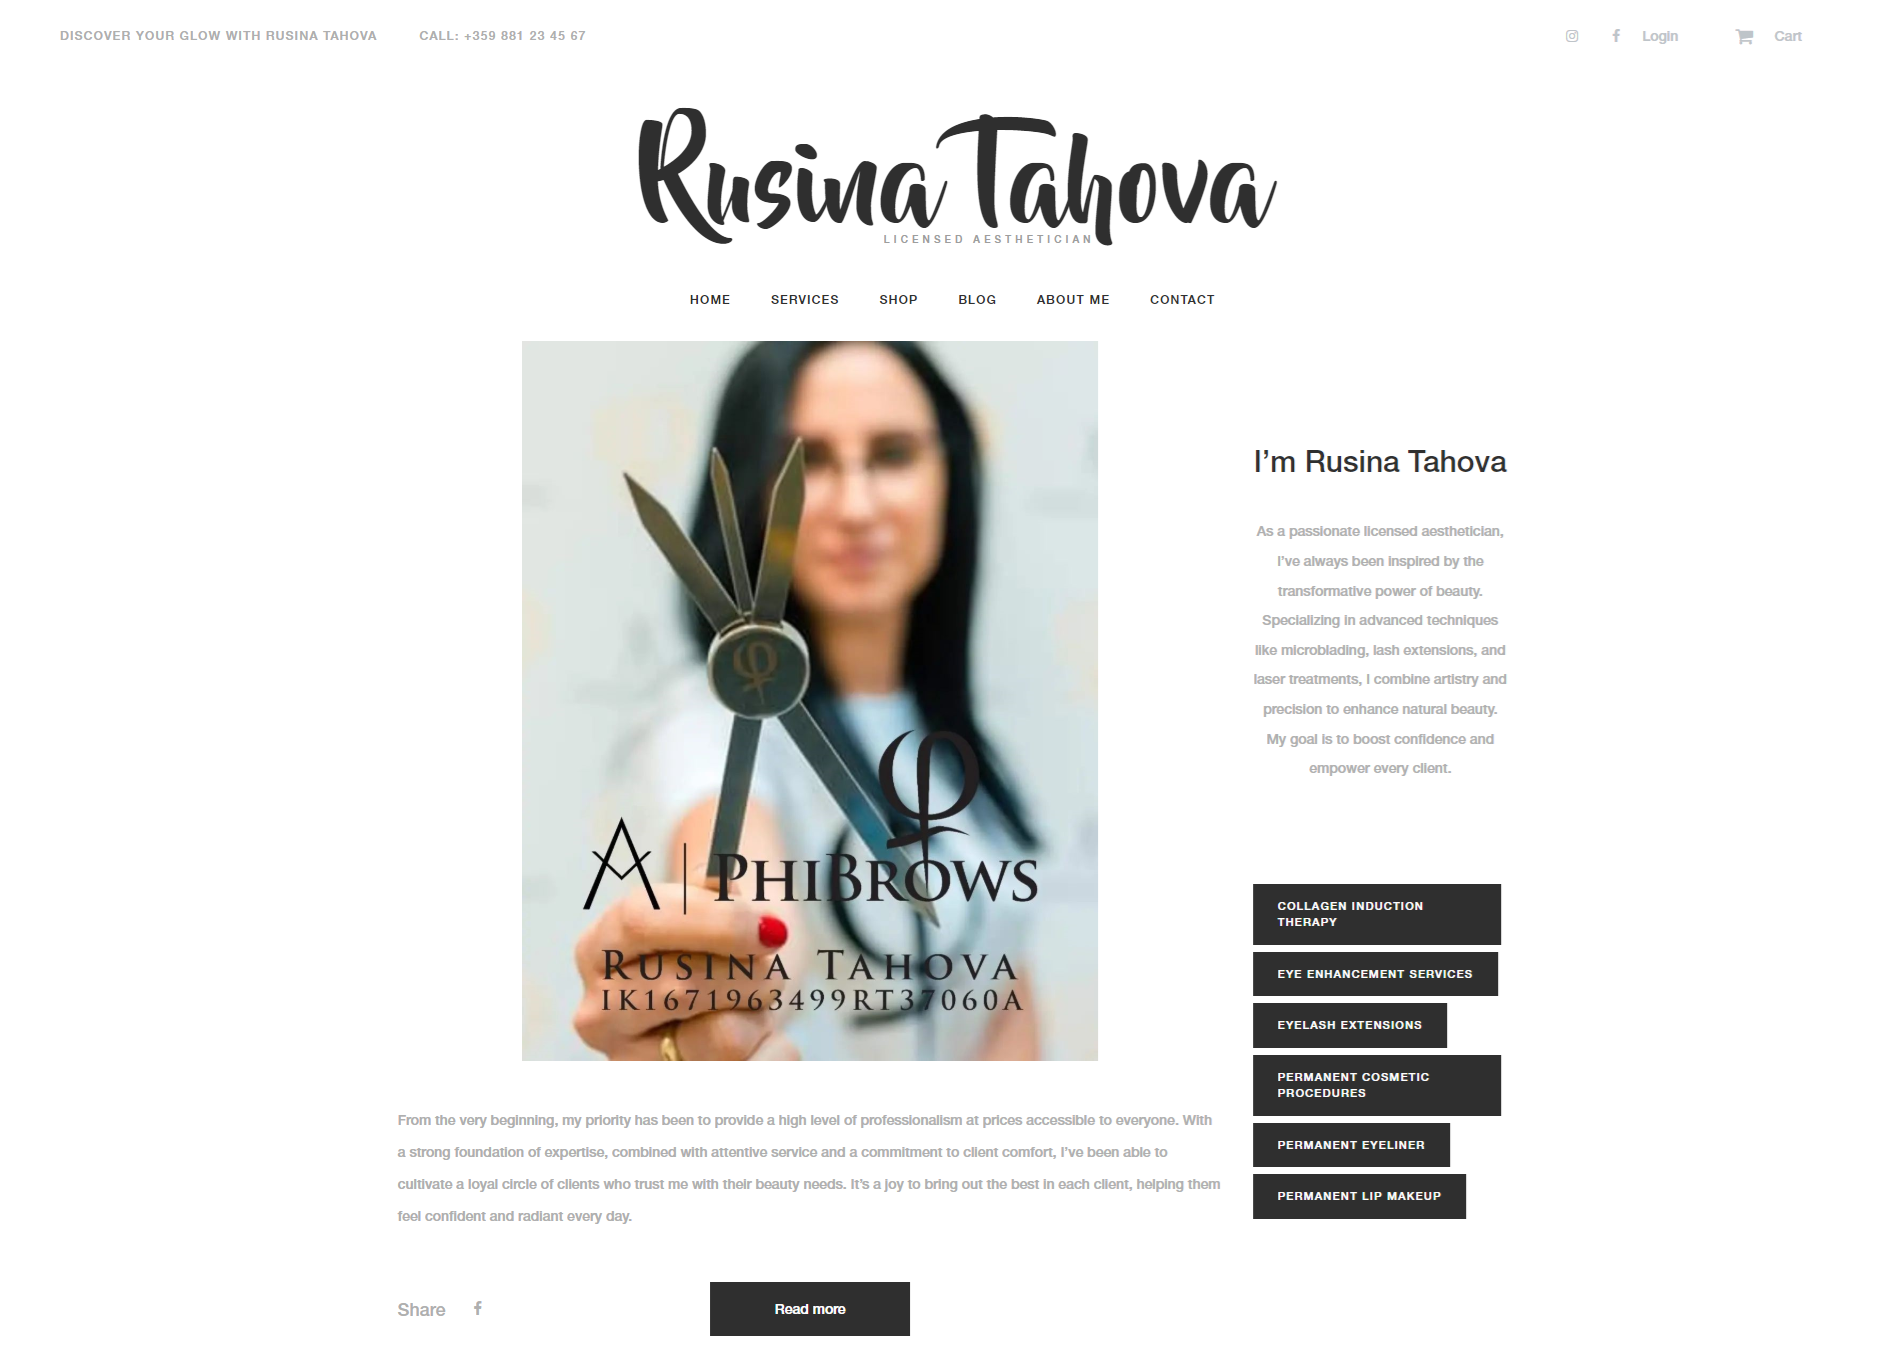 DISCOVER YOUR GLOW WITH RUSINA TAHOVA
CALL: +359 881 23 45 67
Login
Cart
Rusina Tahova
LICENSED AESTHETICIAN
HOME
SERVICES
SHOP
BLOG
ABOUT ME
CONTACT
φ
PHIBROWS
RUSINA TAHOVA
IK1671963499RT37060A
From the very beginning, my priority has been to provide a high level of professionalism at prices accessible to everyone. With
a strong foundation of expertise, combined with attentive service and a commitment to client comfort, I’ve been able to
cultivate a loyal circle of clients who trust me with their beauty needs. It’s a joy to bring out the best in each client, helping them
feel confident and radiant every day.
Share
Read more
I’m Rusina Tahova
As a passionate licensed aesthetician,
I’ve always been inspired by the
transformative power of beauty.
Specializing in advanced techniques
like microblading, lash extensions, and
laser treatments, I combine artistry and
precision to enhance natural beauty.
My goal is to boost confidence and
empower every client.
COLLAGEN INDUCTION
THERAPY
EYE ENHANCEMENT SERVICES
EYELASH EXTENSIONS
PERMANENT COSMETIC
PROCEDURES
PERMANENT EYELINER
PERMANENT LIP MAKEUP